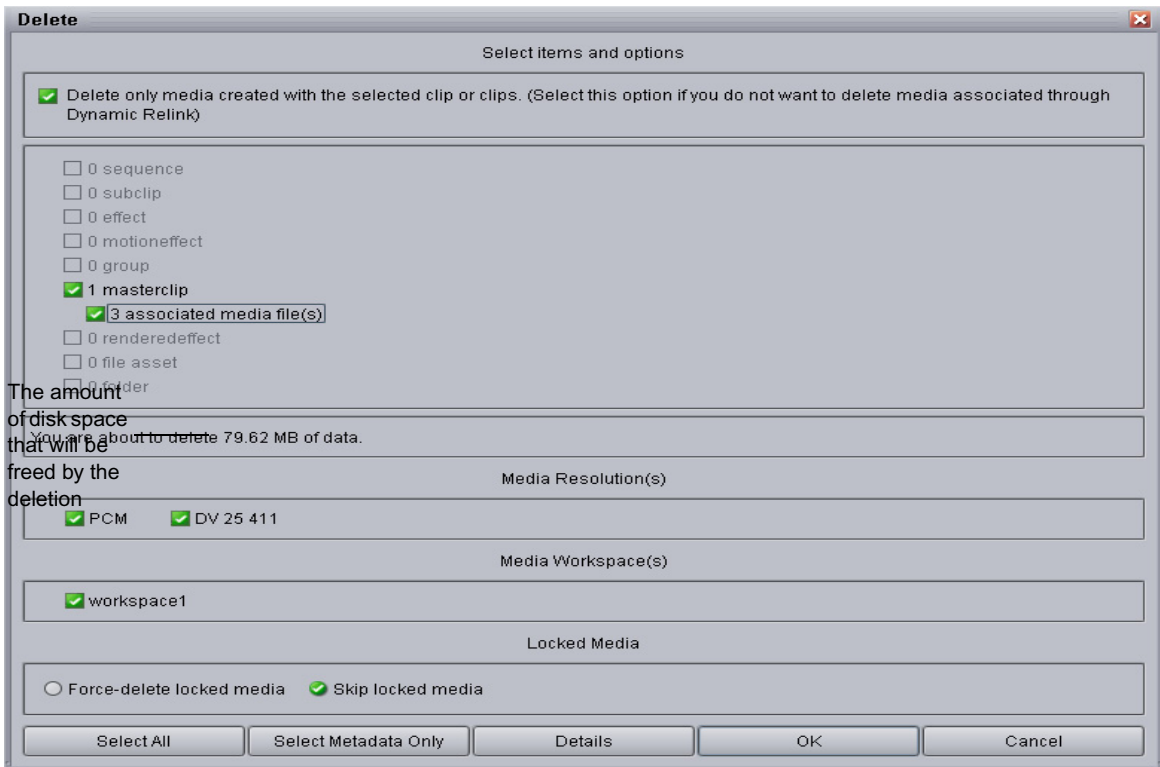 Delete
Select items and options
Delete only media created with the selected clip or clips. (Select this option if you do not want to delete media associated through
Dynamic Relink)
0 sequence
0 subclip
0 effect
0 motioneffect
0 group
1 masterclip
3 associated media file(s)
0 renderedeffect
0 file asset
0 folder
The amount
of disk space
that will be
freed by the
deletion
You are about to delete 79.62 MB of data.
Media Resolution(s)
PCM DV 25 411
Media Workspace(s)
workspace1
Locked Media
Force-delete locked media Skip locked media
Select All Select Metadata Only Details OK Cancel